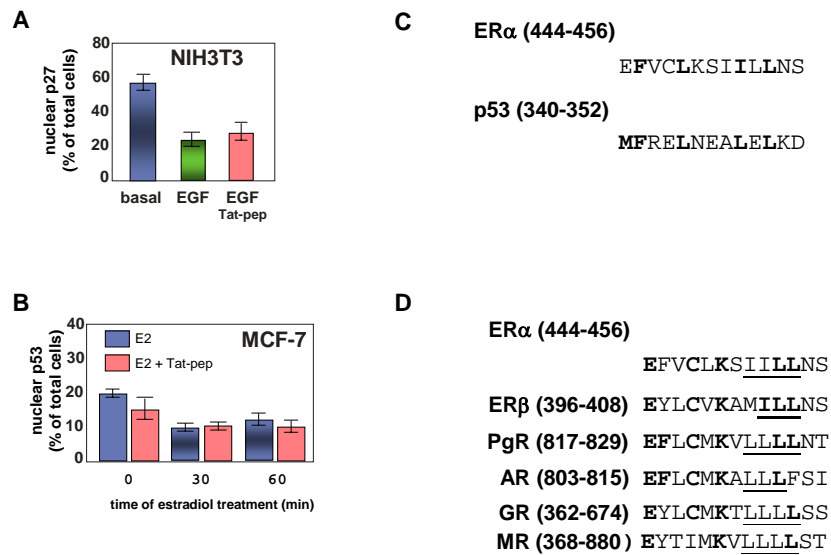 A
nuclear p27
(% of total cells)
80
60
40
20
0
NIH3T3
basal
EGF
EGF
Tat-pep
B
nuclear p53
(% of total cells)
40
30
20
10
0
E2
E2 + Tat-pep
MCF-7
0 30 60
time of estradiol treatment (min)
C
ERα (444-456)
EFVCLKSIILLNS
p53 (340-352)
MFRELNEALELKD
D
ERα (444-456)
EFVCLKSIILLNS
ERβ (396-408) EYLCVKAMILLNS
PgR (817-829) EFLCMKVLLLLNT
AR (803-815) EFLCMKALLLFSI
GR (362-674) EYLCMKTLLLLSS
MR (368-880) EYTIMKVLLLLST